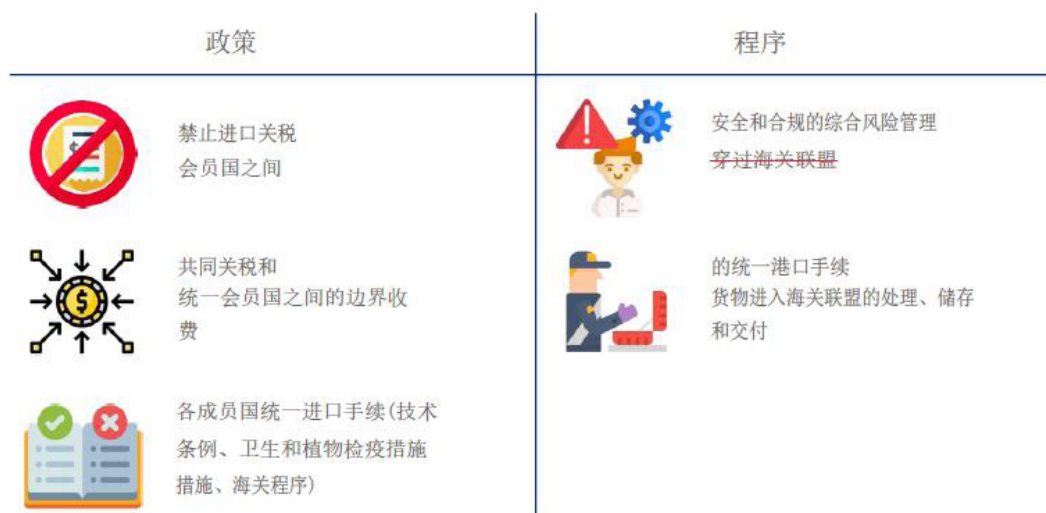 政策
禁止进口关税
会员国之间
共同关税和
统一会员国之间的边界收
费
各成员国统一进口手续(技术
条例、卫生和植物检疫措施
措施、海关程序)
程序
安全和合规的综合风险管理
穿过海关联盟
的统一港口手续
货物进入海关联盟的处理、储存
和交付